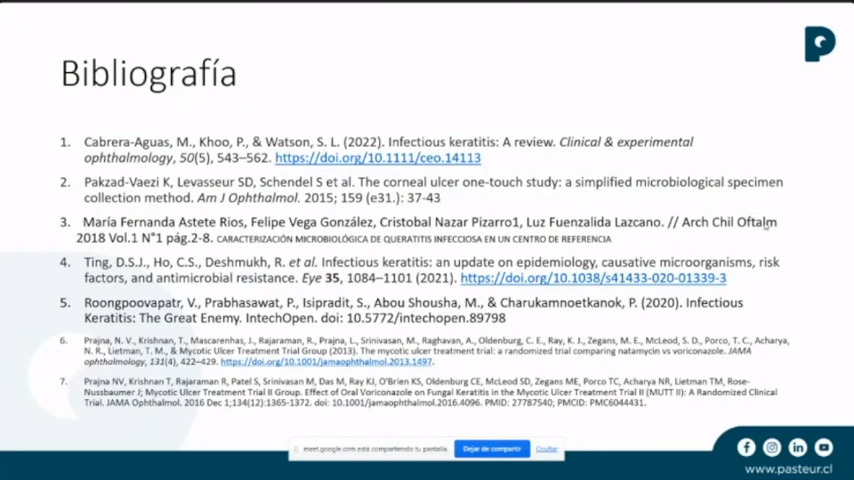 Bibliografía
1. Cabrera-Aguas, M., Khoo, P., & Watson, S. L. (2022). Infectious keratitis: A review. Clinical & experimental
ophthalmology, 50(5), 543–562. https://doi.org/10.1111/ceo.14113
2. Pakzad-Vaezi K, Levasseur SD, Schendel S et al. The corneal ulcer one-touch study: a simplified microbiological specimen
collection method. Am J Ophthalmol. 2015; 159 (e31.): 37-43
3. María Fernanda Astete Rios, Felipe Vega González, Cristobal Nazar Pizarro1, Luz Fuenzalida Lazcano. // Arch Chil Oftalm
2018 Vol.1 N°1 pág.2-8. CARACTERIZACIÓN MICROBIOLÓGICA DE QUERATITIS INFECCIOSA EN UN CENTRO DE REFERENCIA
4. Ting, D.S.J., Ho, C.S., Deshmukh, R. et al. Infectious keratitis: an update on epidemiology, causative microorganisms, risk
factors, and antimicrobial resistance. Eye 35, 1084–1101 (2021). https://doi.org/10.1038/s41433-020-01339-3
5. Roongpoovapatr, V., Prabhasawat, P., Isipradit, S., Abou Shousha, M., & Charukamnoetkanok, P. (2020). Infectious
Keratitis: The Great Enemy. IntechOpen. doi: 10.5772/intechopen.89798
6. Prajna, N. V., Krishnan, T., Mascarenhas, J., Rajaraman, R., Prajna, L., Srinivasan, M., Raghavan, A., Oldenburg, C. E., Ray, K. J., Zegans, M. E., McLeod, S. D., Porco, T. C., Acharya,
N. R., Lietman, T. M., & Mycotic Ulcer Treatment Trial Group (2013). The mycotic ulcer treatment trial: a randomized trial comparing natamycin vs voriconazole. JAMA
ophthalmology, 131(4), 422–429. https://doi.org/10.1001/jamaophthalmol.2013.1497.
7. Prajna NV, Krishnan T, Rajaraman R, Patel S, Srinivasan M, Das M, Ray KJ, O'Brien KS, Oldenburg CE, McLeod SD, Zegans ME, Porco TC, Acharya NR, Lietman TM, Rose-
Nussbaumer J; Mycotic Ulcer Treatment Trial II Group. Effect of Oral Voriconazole on Fungal Keratitis in the Mycotic Ulcer Treatment Trial II (MUTT II): A Randomized Clinical
Trial. JAMA Ophthalmol. 2016 Dec 1;134(12):1365-1372. doi: 10.1001/jamaophthalmol.2016.4096. PMID: 27787540; PMCID: PMC6044431.
meet.google.com está compartiendo tu pantalla. Dejar de compartir Ocultar
www.pasteur.cl